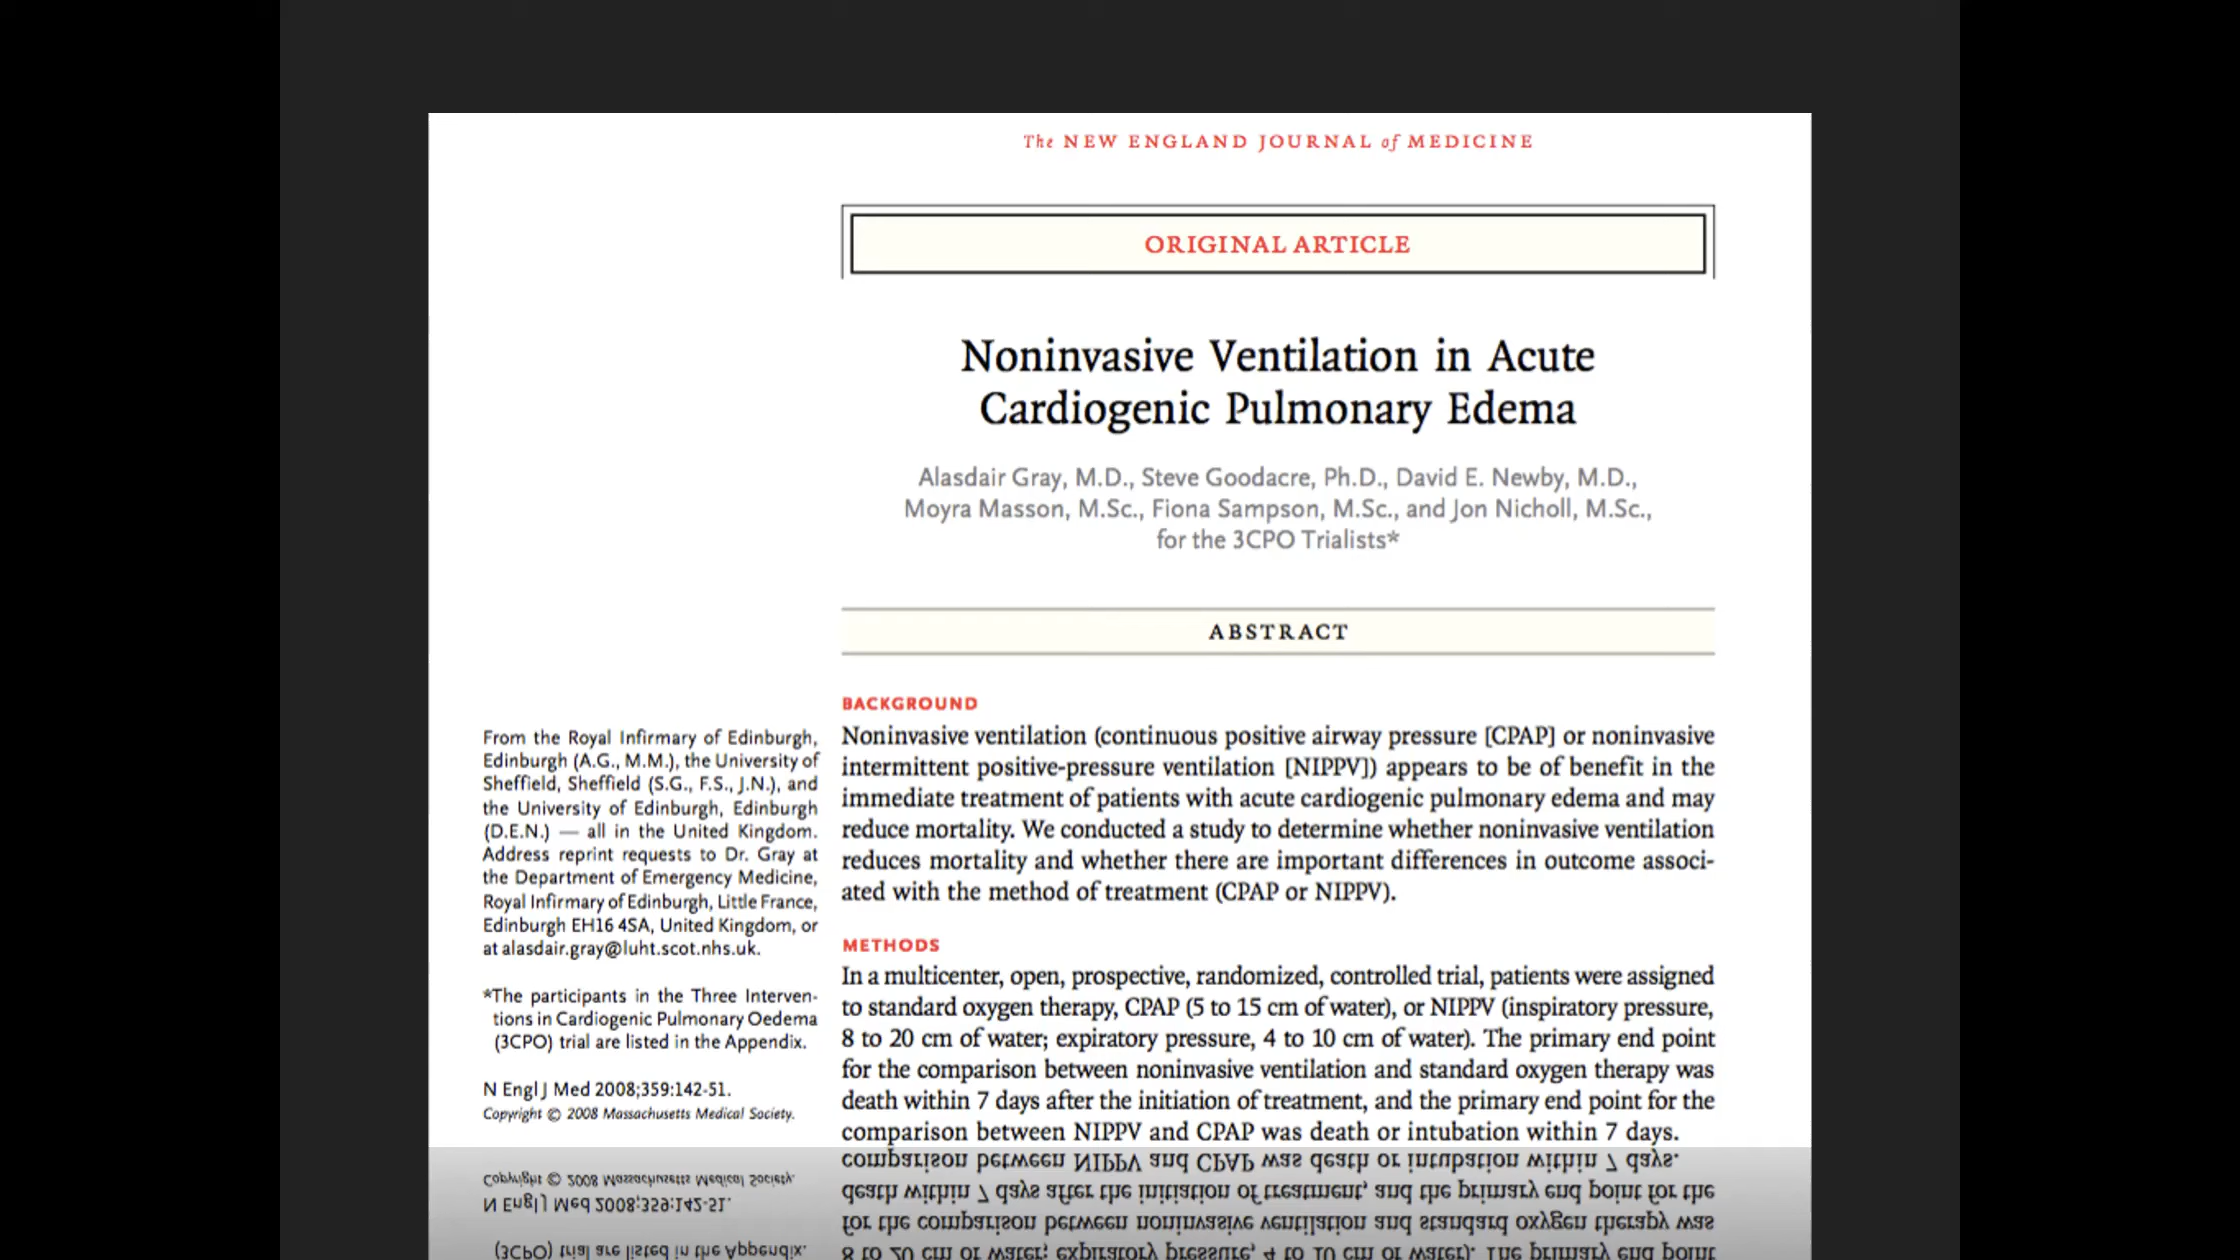 The NEW ENGLAND JOURNAL of MEDICINE
ORIGINAL ARTICLE
Noninvasive Ventilation in Acute
Cardiogenic Pulmonary Edema
Alasdair Gray, M.D., Steve Goodacre, Ph.D., David E. Newby, M.D.,
Moyra Masson, M.Sc., Fiona Sampson, M.Sc., and Jon Nicholl, M.Sc.,
for the 3CPO Trialists*
ABSTRACT
From the Royal Infirmary of Edinburgh,
Edinburgh (A.G., M.M.), the University of
Sheffield, Sheffield (S.G., F.S., J.N.), and
the University of Edinburgh, Edinburgh
(D.E.N.) — all in the United Kingdom.
Address reprint requests to Dr. Gray at
the Department of Emergency Medicine,
Royal Infirmary of Edinburgh, Little France,
Edinburgh EH16 4SA, United Kingdom, or
at alasdair.gray@luht.scot.nhs.uk.
*The participants in the Three Interven-
tions in Cardiogenic Pulmonary Oedema
(3CPO) trial are listed in the Appendix.
N Engl J Med 2008;359:142-51.
Copyright © 2008 Massachusetts Medical Society.
BACKGROUND
Noninvasive ventilation (continuous positive airway pressure [CPAP] or noninvasive
intermittent positive-pressure ventilation [NIPPV]) appears to be of benefit in the
immediate treatment of patients with acute cardiogenic pulmonary edema and may
reduce mortality. We conducted a study to determine whether noninvasive ventilation
reduces mortality and whether there are important differences in outcome associ-
ated with the method of treatment (CPAP or NIPPV).
METHODS
In a multicenter, open, prospective, randomized, controlled trial, patients were assigned
to standard oxygen therapy, CPAP (5 to 15 cm of water), or NIPPV (inspiratory pressure,
8 to 20 cm of water; expiratory pressure, 4 to 10 cm of water). The primary end point
for the comparison between noninvasive ventilation and standard oxygen therapy was
death within 7 days after the initiation of treatment, and the primary end point for the
comparison between NIPPV and CPAP was death or intubation within 7 days.